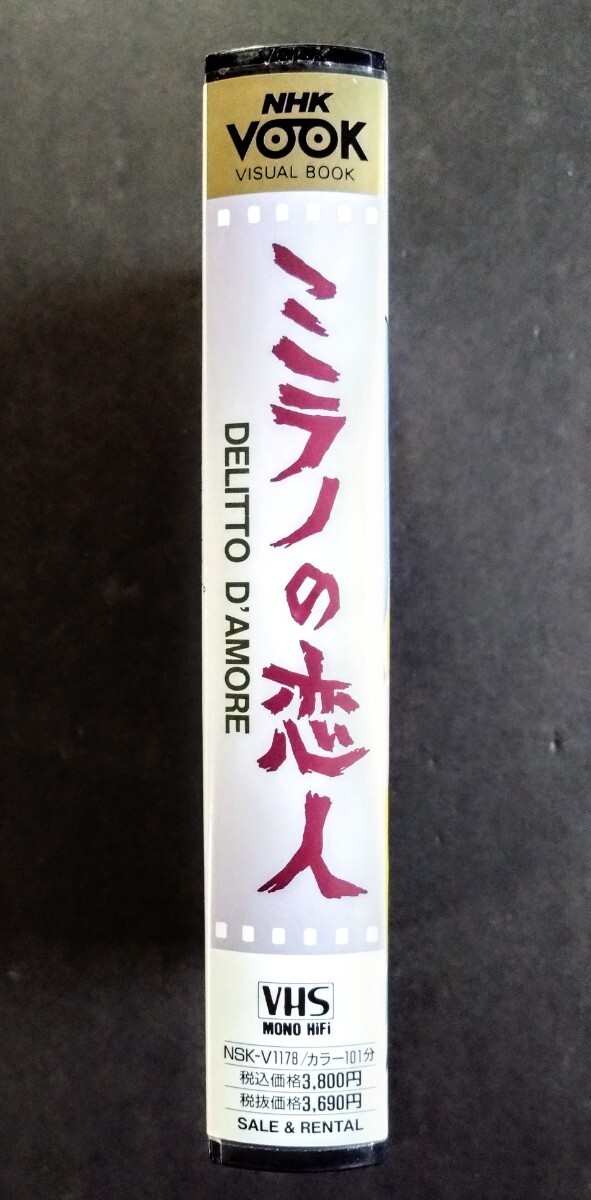 NHK
VOOK
VISUAL BOOK
ミラノの恋人
DELITTO D'AMORE
VHS
MONO HiFi
NSK-V1178/カラー101分
税込価格3,800円
税抜価格3,690円
SALE & RENTAL